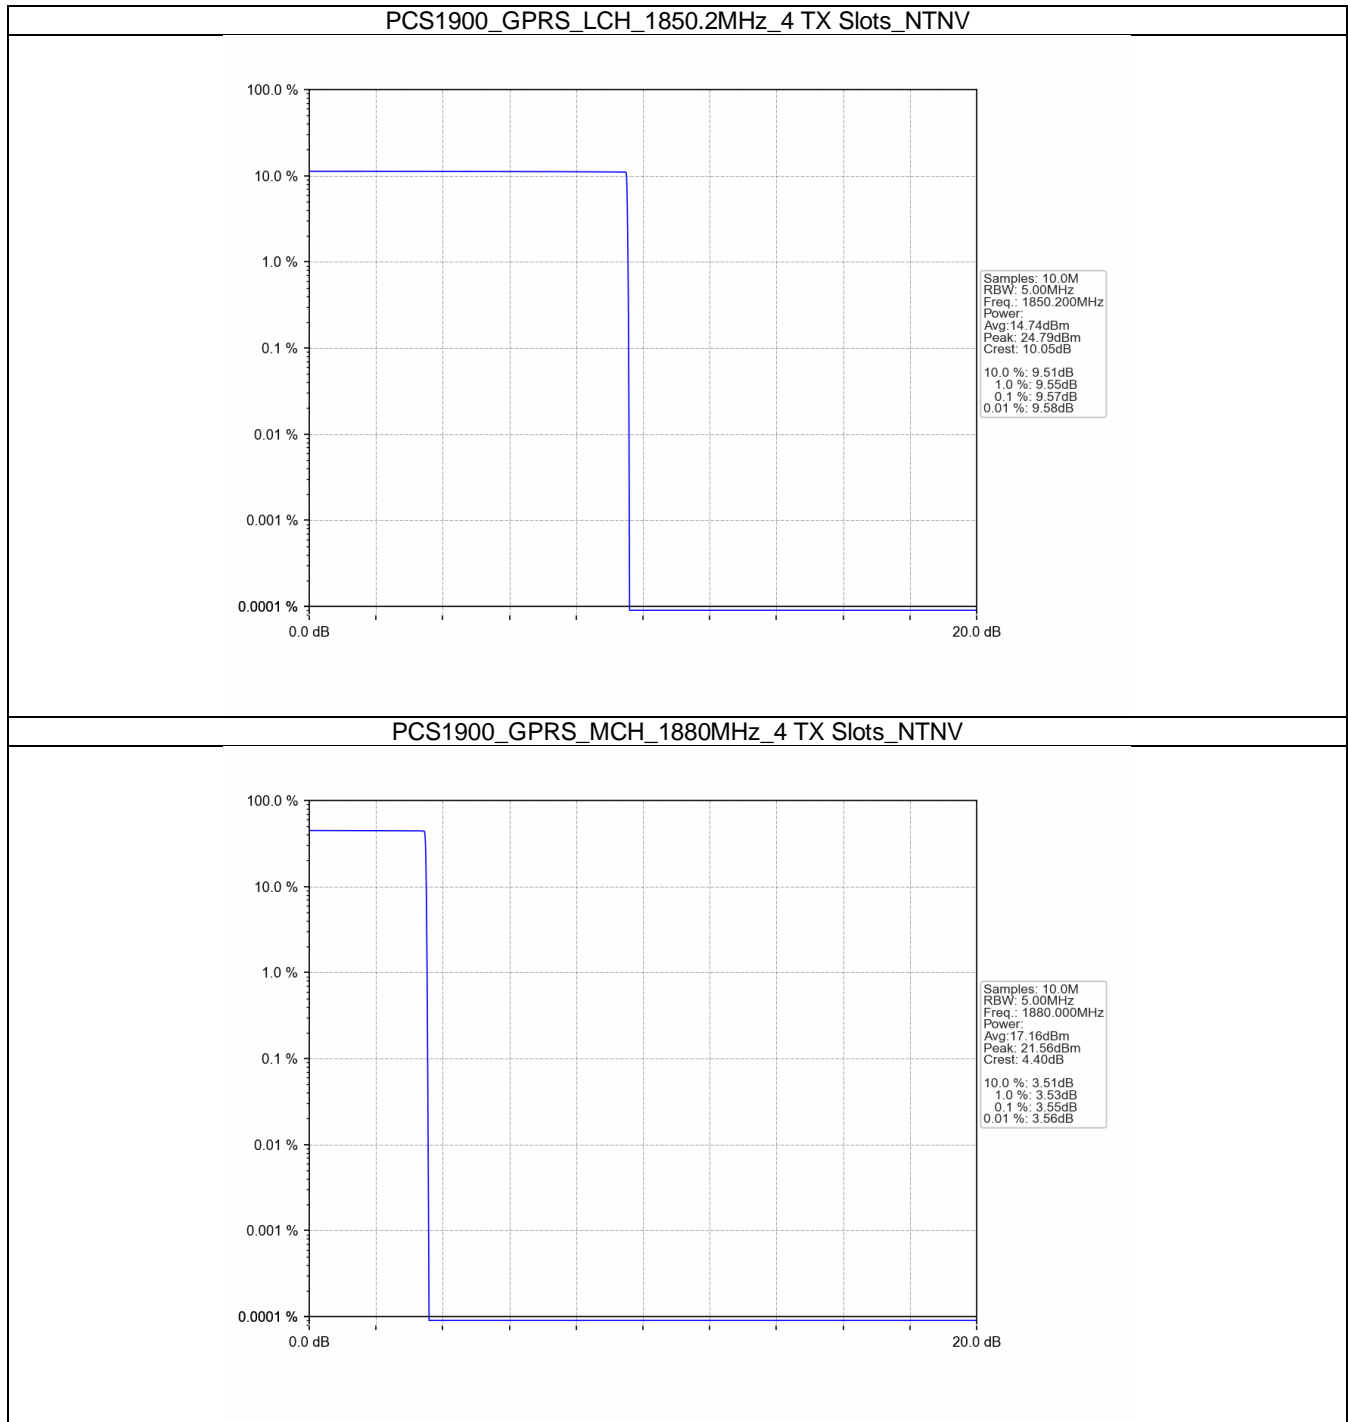 PCS1900_GPRS_LCH_1850.2MHz_4 TX Slots_NTNV
100.0 %
10.0 %
1.0 %
0.1 %
0.01 %
0.001 %
0.0001 %
0.0 dB
20.0 dB
Samples: 10.0M
RBW: 5.00MHz
Freq.: 1850.200MHz
Power:
Avg:14.74dBm
Peak: 24.79dBm
Crest: 10.05dB
10.0 %: 9.51dB
1.0 %: 9.55dB
0.1 %: 9.57dB
0.01 %: 9.58dB
PCS1900_GPRS_MCH_1880MHz_4 TX Slots_NTNV
100.0 %
10.0 %
1.0 %
0.1 %
0.01 %
0.001 %
0.0001 %
0.0 dB
20.0 dB
Samples: 10.0M
RBW: 5.00MHz
Freq.: 1880.000MHz
Power:
Avg:17.16dBm
Peak: 21.56dBm
Crest: 4.40dB
10.0 %: 3.51dB
1.0 %: 3.53dB
0.1 %: 3.55dB
0.01 %: 3.56dB